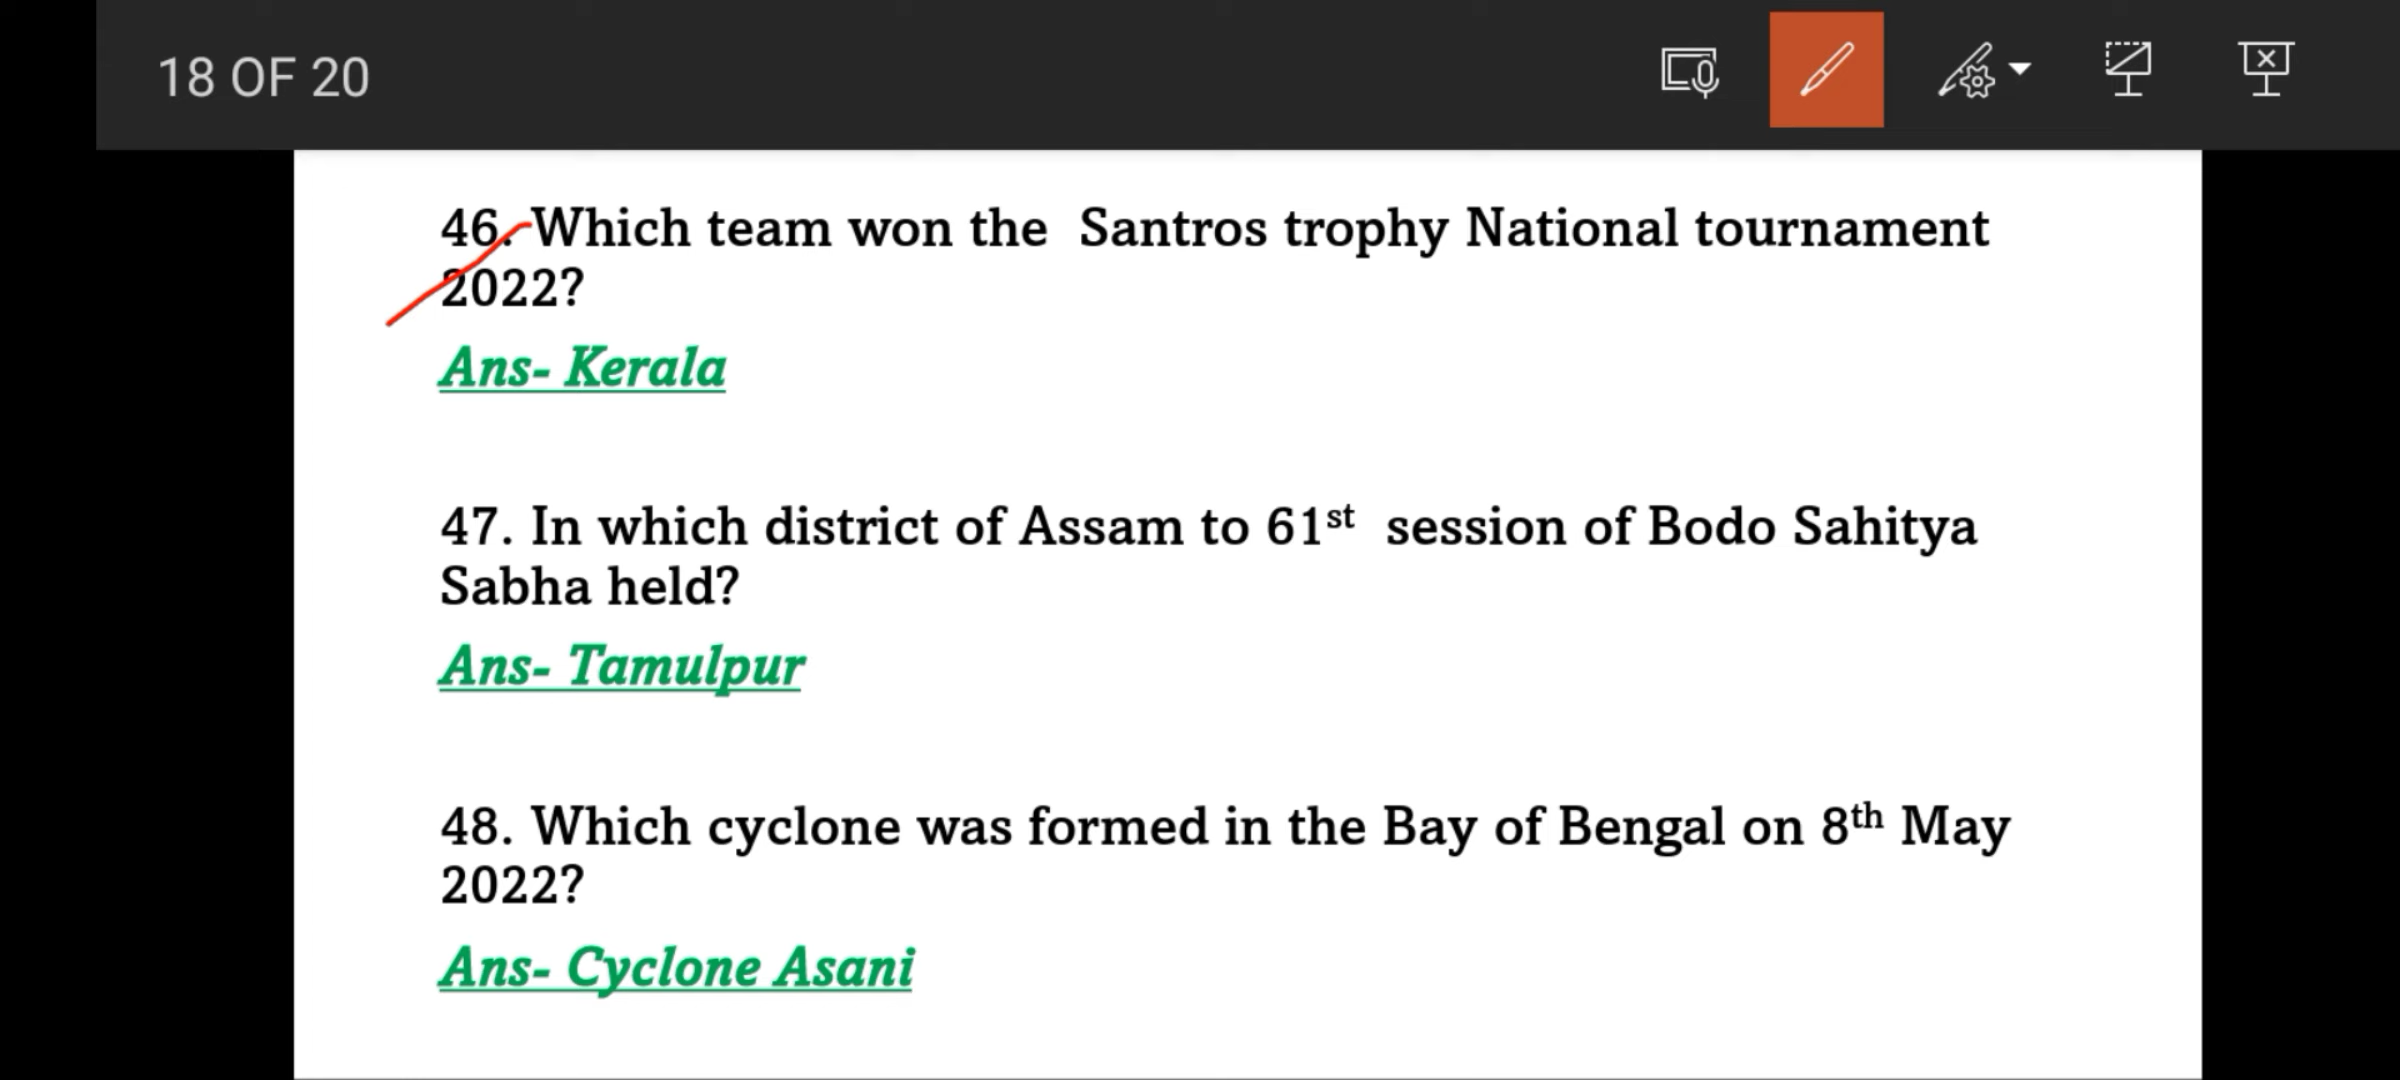 18 OF 20
46. Which team won the Santros trophy National tournament
2022?
Ans- Kerala
47. In which district of Assam to 61st session of Bodo Sahitya
Sabha held?
Ans- Tamulpur
48. Which cyclone was formed in the Bay of Bengal on 8th May
2022?
Ans- Cyclone Asani